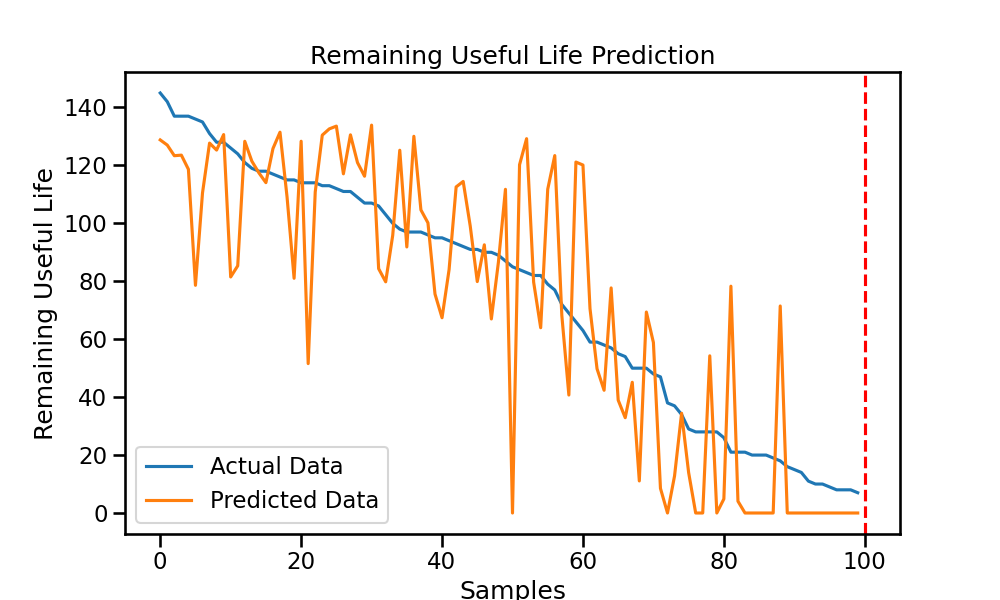 Remaining Useful Life Prediction
Remaining Useful Life
140
120
100
80
60
40
20
0
Actual Data
Predicted Data
0 20 40 60 80 100
Samples